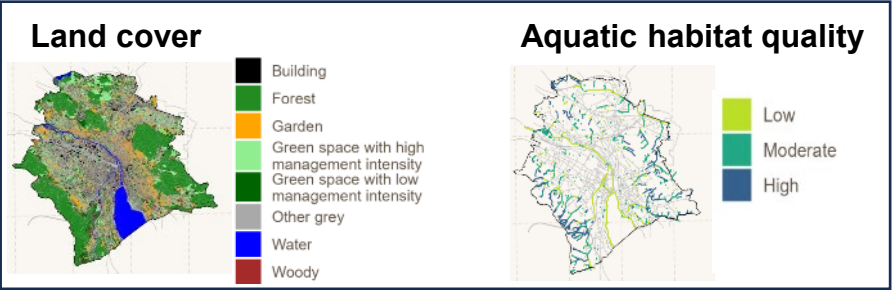 Land cover
Building
Forest
Garden
Green space with high
management intensity
Green space with low
management intensity
Other grey
Water
Woody
Aquatic habitat quality
Low
Moderate
High